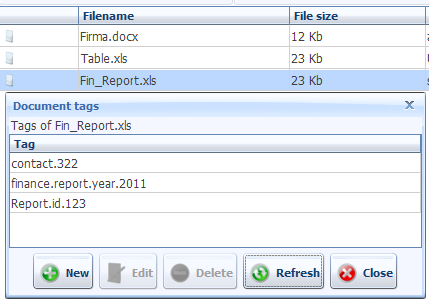 Filename File size
Firma.docx 12 Kb
Table.xls 23 Kb
Fin_Report.xls 23 Kb
Document tags
Tags of Fin_Report.xls
Tag
contact.322
finance.report.year.2011
Report.id.123
New Edit Delete Refresh Close